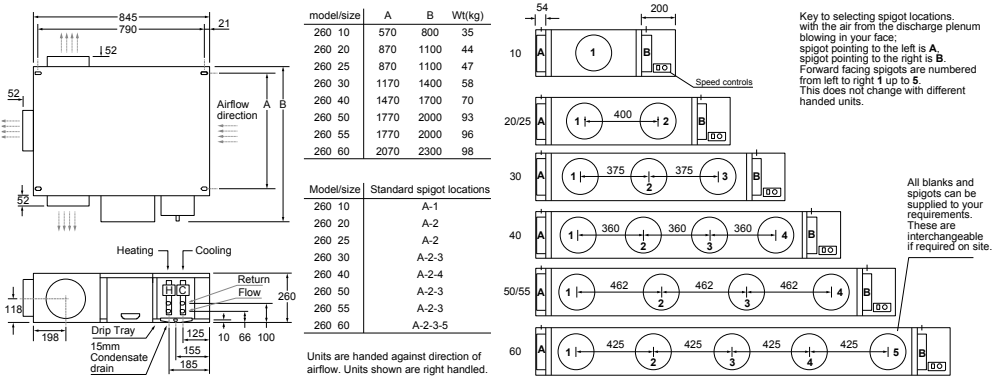 845
790
21
52
52
Airflow
direction
A
B
52
Heating
Cooling
H
C
Return
Flow
260
118
198
Drip Tray
15mm
Condensate
drain
10
66
100
125
155
185
model/size A B Wt(kg)
260 10 570 800 35
260 20 870 1100 44
260 25 870 1100 47
260 30 1170 1400 58
260 40 1470 1700 70
260 50 1770 2000 93
260 55 1770 2000 96
260 60 2070 2300 98
Model/size Standard spigot locations
260 10 A-1
260 20 A-2
260 25 A-2
260 30 A-2-3
260 40 A-2-4
260 50 A-2-3
260 55 A-2-3
260 60 A-2-3-5
Units are handed against direction of
airflow. Units shown are right handled.
54
200
10 A 1 B
Speed controls
20/25 A 1 400 2 B
30 A 1 375 2 375 3 B
40 A 1 360 2 360 3 360 4 B
50/55 A 1 462 2 462 3 462 4 B
60 A 1 425 2 425 3 425 4 425 5 B
Key to selecting spigot locations.
with the air from the discharge plenum
blowing in your face;
spigot pointing to the left is A,
spigot pointing to the right is B.
Forward facing spigots are numbered
from left to right 1 up to 5.
This does not change with different
handed units.
All blanks and
spigots can be
supplied to your
requirements.
These are
interchangeable
if required on site.